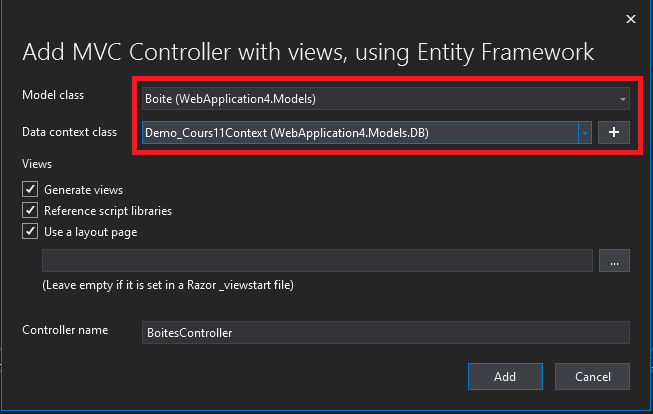 Add MVC Controller with views, using Entity Framework
Model class
Boite (WebApplication4.Models)
Data context class
Demo_Cours11Context (WebApplication4.Models.DB)
+
Views
Generate views
Reference script libraries
Use a layout page
...
(Leave empty if it is set in a Razor _viewstart file)
Controller name
BoitesController
Add
Cancel